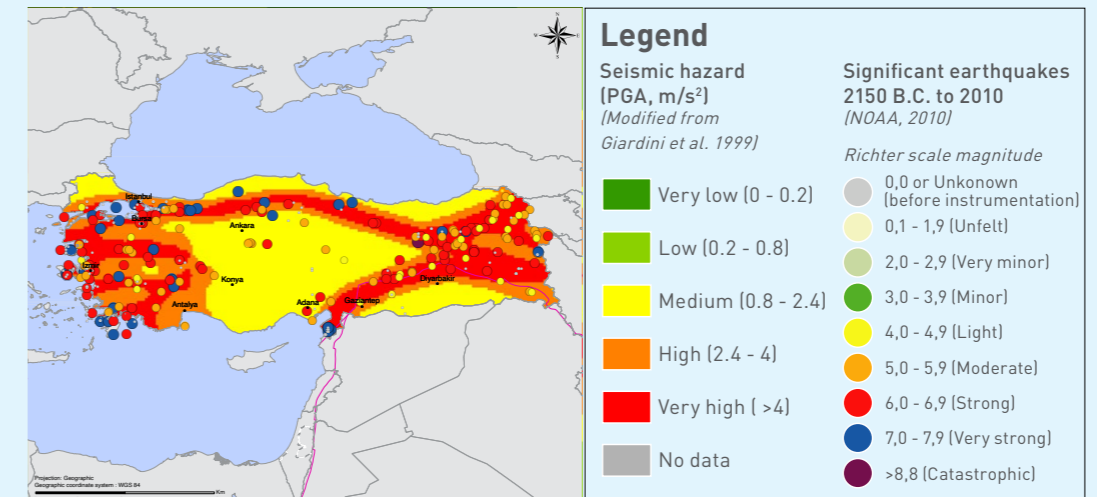 N
W
E
S
Istanbul
Bursa
Ankara
Izmir
Konya
Antalya
Adana
Gaziantep
Diyarbakir
Projection: Geographic
Geographic coordinate system : WGS 84
Km
Legend
Seismic hazard
(PGA, m/s²)
(Modified from
Giardini et al. 1999)
Very low (0 - 0.2)
Low (0.2 - 0.8)
Medium (0.8 - 2.4)
High (2.4 - 4)
Very high ( >4)
No data
Significant earthquakes
2150 B.C. to 2010
(NOAA, 2010)
Richter scale magnitude
0,0 or Unkonown
(before instrumentation)
0,1 - 1,9 (Unfelt)
2,0 - 2,9 (Very minor)
3,0 - 3,9 (Minor)
4,0 - 4,9 (Light)
5,0 - 5,9 (Moderate)
6,0 - 6,9 (Strong)
7,0 - 7,9 (Very strong)
>8,8 (Catastrophic)